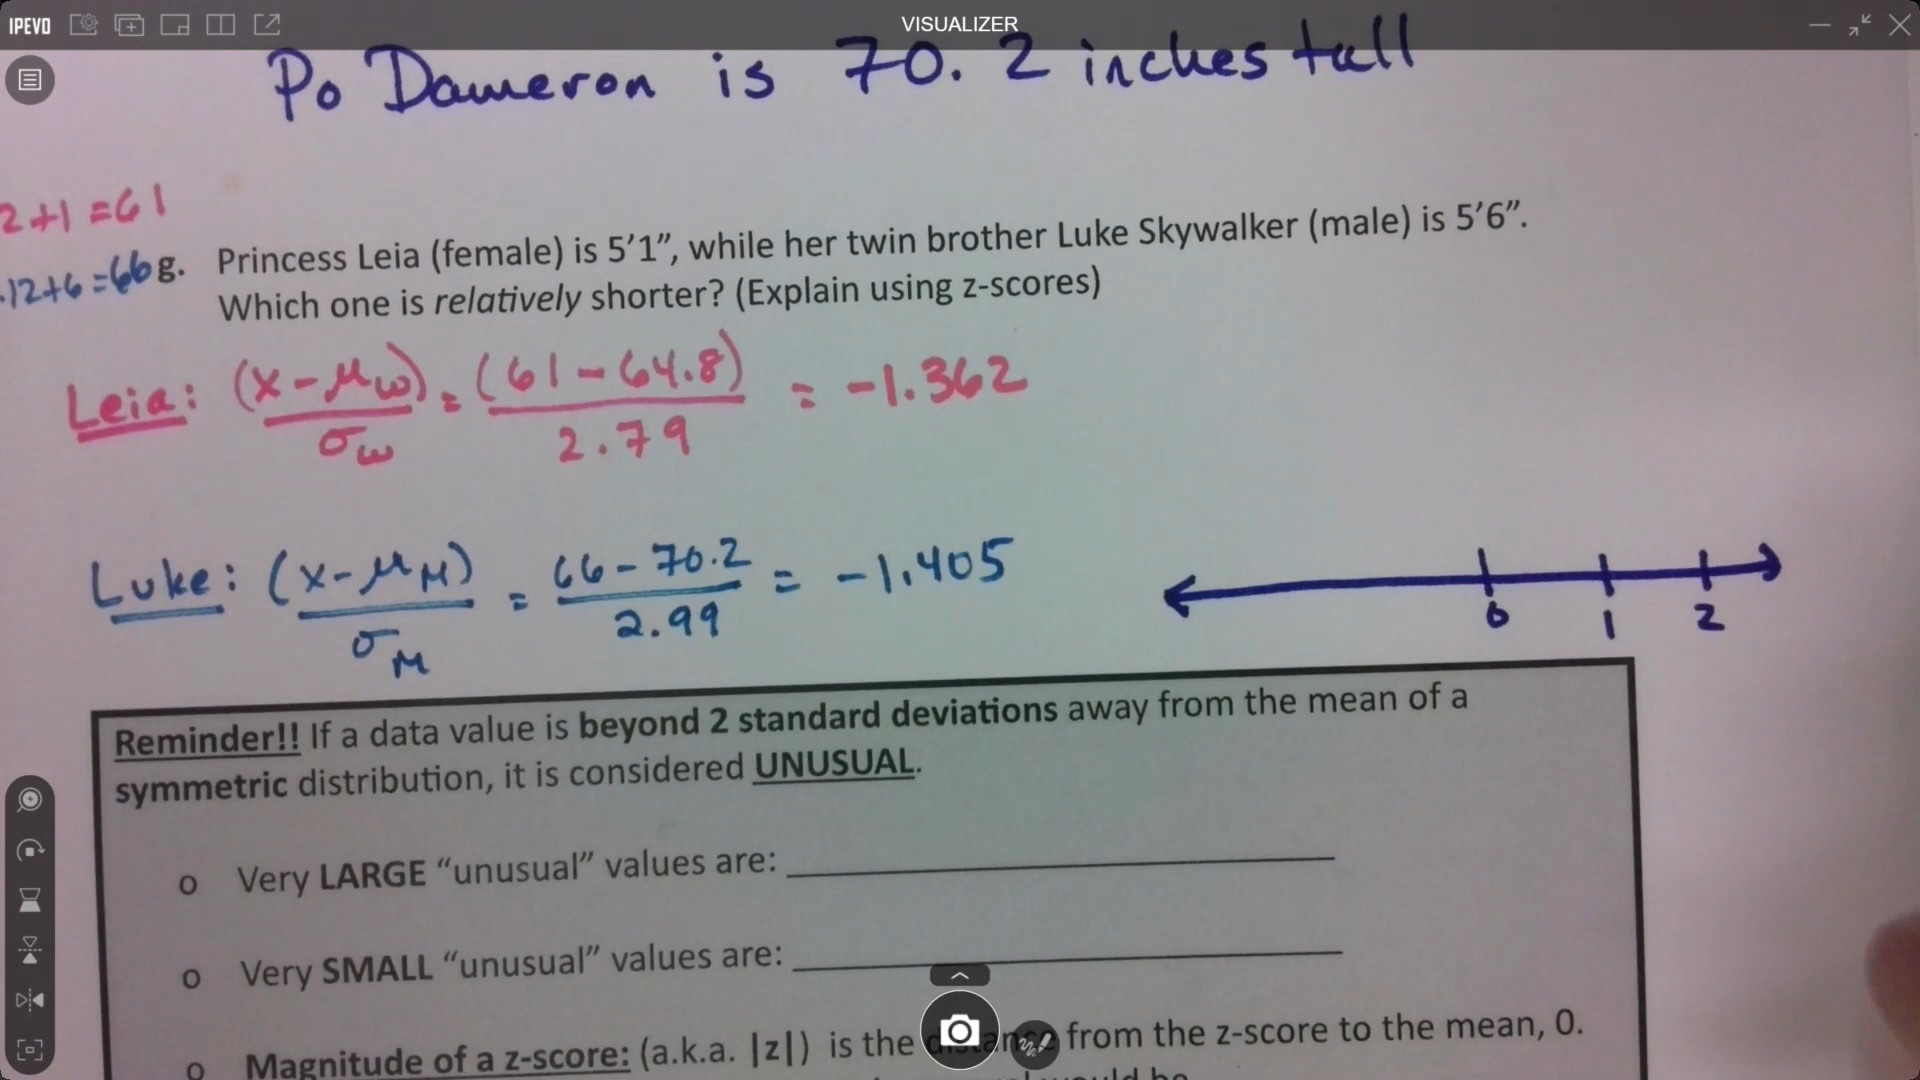 IPEVO
VISUALIZER
Po Dameron is 70.2 inches tall
2+1=61
·12+6=66
g. Princess Leia (female) is 5’1”, while her twin brother Luke Skywalker (male) is 5’6”.
Which one is relatively shorter? (Explain using z-scores)
Leia: (x-μw)/σw = (61-64.8)/2.79 = -1.362
Luke: (x-μM)/σM = 66-70.2/2.99 = -1.405
0 1 2
Reminder!! If a data value is beyond 2 standard deviations away from the mean of a
symmetric distribution, it is considered UNUSUAL.
o Very LARGE “unusual” values are:
o Very SMALL “unusual” values are:
o Magnitude of a z-score: (a.k.a. |z|) is the distance from the z-score to the mean, 0.